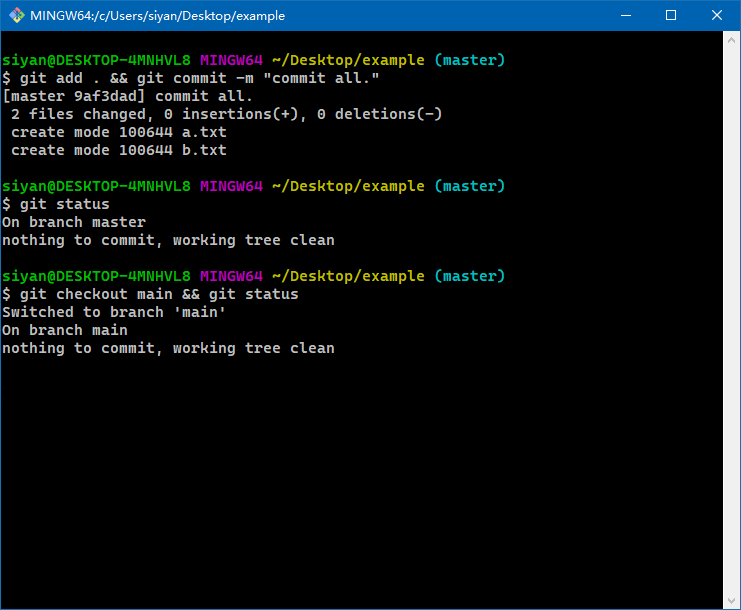 MINGW64:/c/Users/siyan/Desktop/example
siyan@DESKTOP-4MNHVL8 MINGW64 ~/Desktop/example (master)
$ git add . && git commit -m "commit all."
[master 9af3dad] commit all.
 2 files changed, 0 insertions(+), 0 deletions(-)
 create mode 100644 a.txt
 create mode 100644 b.txt
siyan@DESKTOP-4MNHVL8 MINGW64 ~/Desktop/example (master)
$ git status
On branch master
nothing to commit, working tree clean
siyan@DESKTOP-4MNHVL8 MINGW64 ~/Desktop/example (master)
$ git checkout main && git status
Switched to branch 'main'
On branch main
nothing to commit, working tree clean